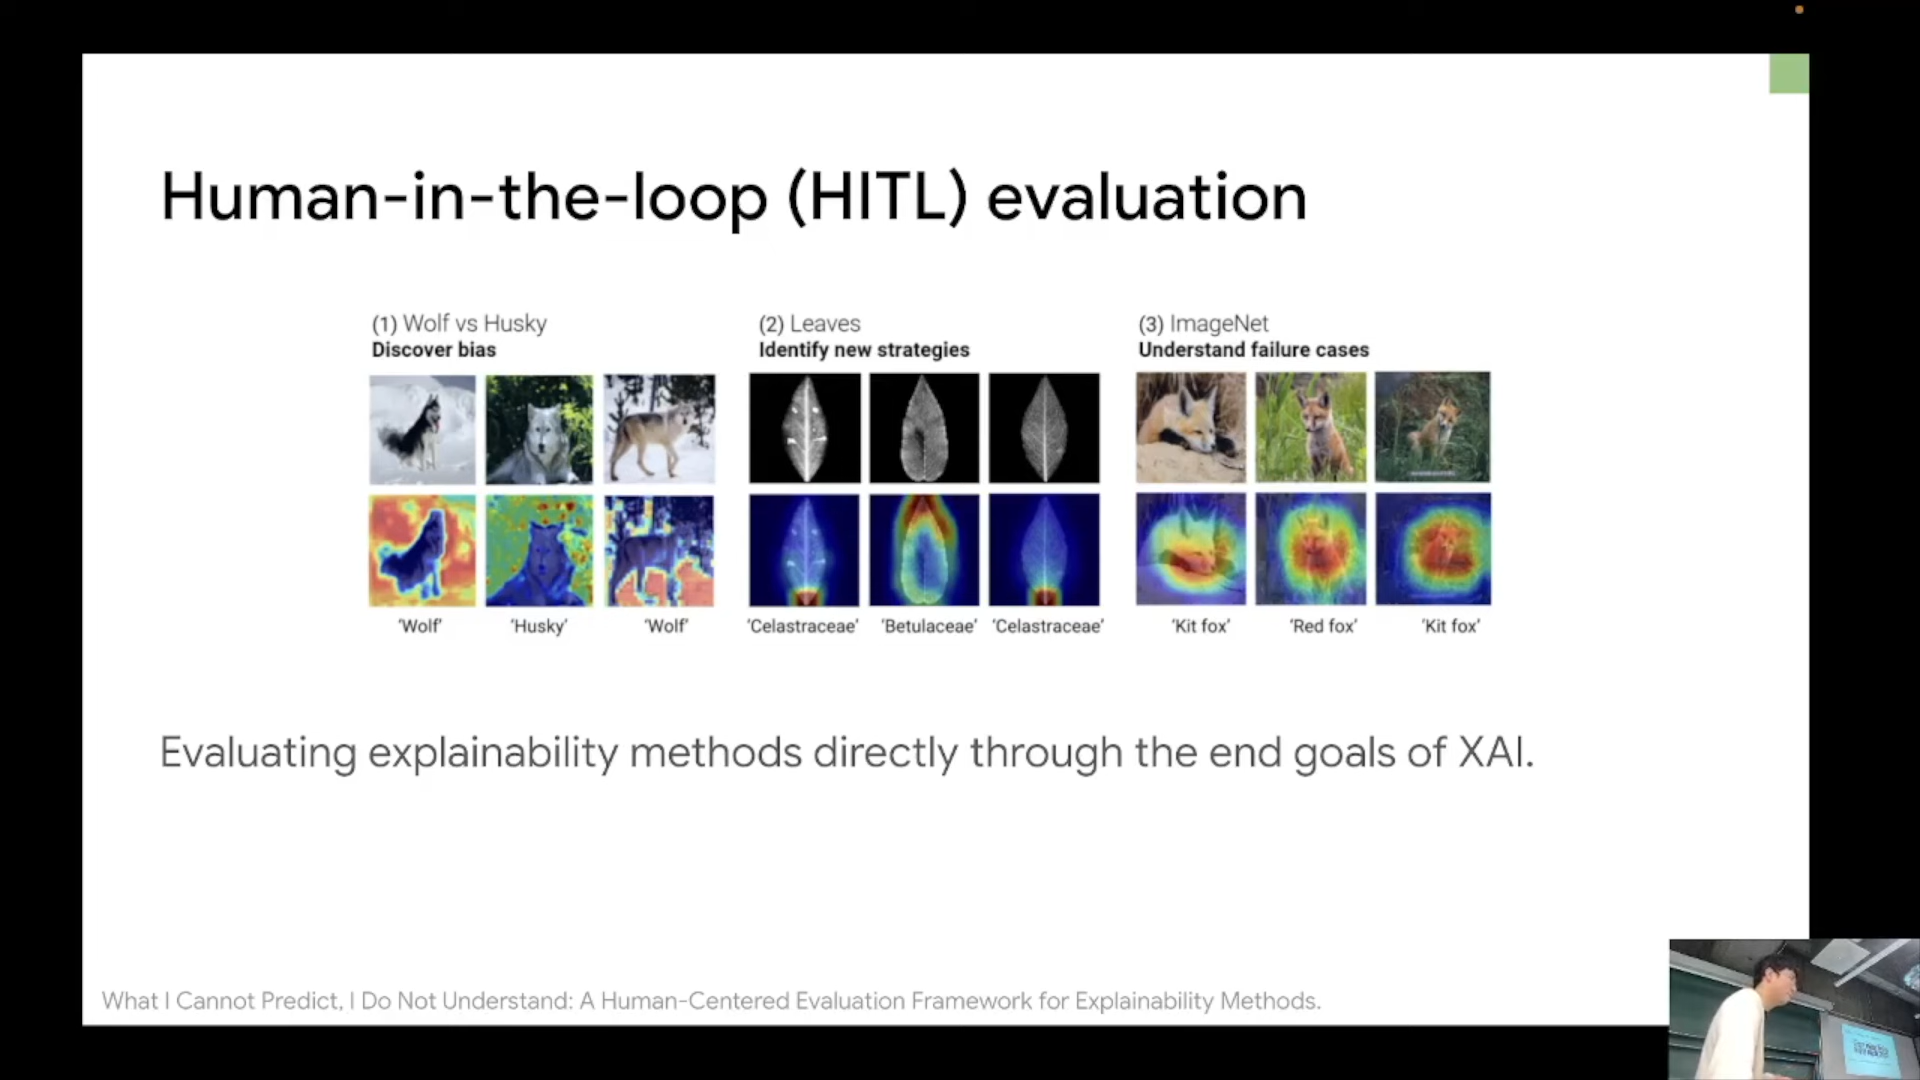 Human-in-the-loop (HITL) evaluation
(1) Wolf vs Husky
Discover bias
'Wolf'
'Husky'
'Wolf'
(2) Leaves
Identify new strategies
'Celastraceae'
'Betulaceae'
'Celastraceae'
(3) ImageNet
Understand failure cases
'Kit fox'
'Red fox'
'Kit fox'
Evaluating explainability methods directly through the end goals of XAI.
What I Cannot Predict, I Do Not Understand: A Human-Centered Evaluation Framework for Explainability Methods.